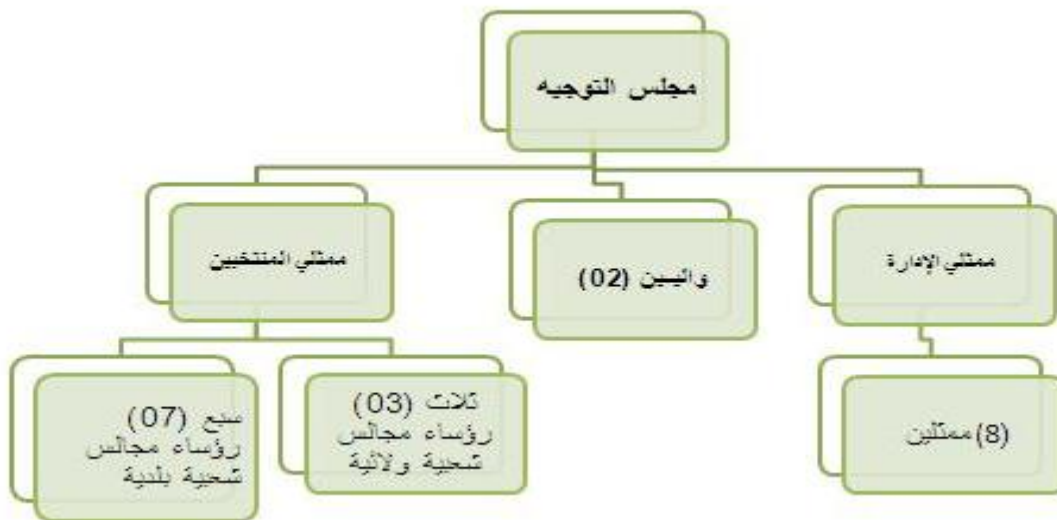 مجلس التوجيه
ممثلي الإدارة
واليين (02)
ممثلي المنتخبين
(8) ممثلين
ثلاث (03)
رؤساء مجالس
شعبية ولائية
سبع (07)
رؤساء مجالس
شعبية بلدية